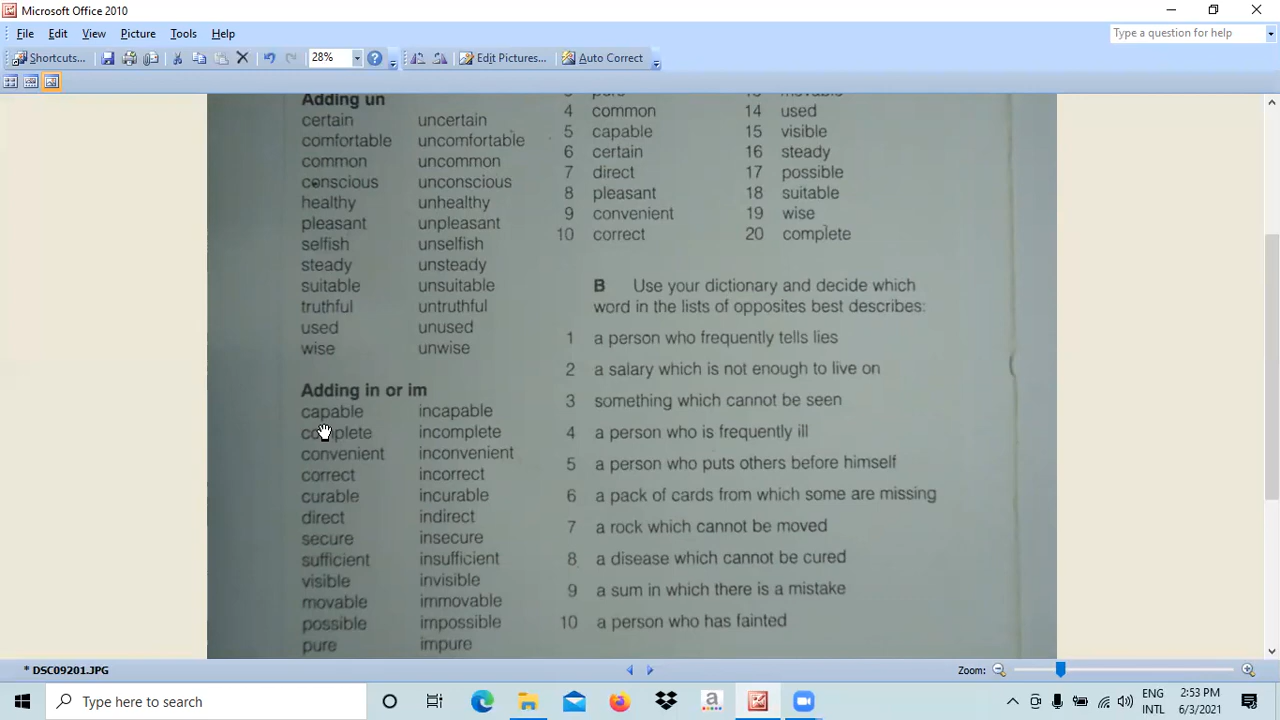 Microsoft Office 2010
File Edit View Picture Tools Help
Type a question for help
Shortcuts...
28%
Edit Pictures...
Auto Correct
Adding un
certain uncertain
comfortable uncomfortable
common uncommon
conscious unconscious
healthy unhealthy
pleasant unpleasant
selfish unselfish
steady unsteady
suitable unsuitable
truthful untruthful
used unused
wise unwise
Adding in or im
capable incapable
complete incomplete
convenient inconvenient
correct incorrect
curable incurable
direct indirect
secure insecure
sufficient insufficient
visible invisible
movable immovable
possible impossible
pure impure
4 common 14 used
5 capable 15 visible
6 certain 16 steady
7 direct 17 possible
8 pleasant 18 suitable
9 convenient 19 wise
10 correct 20 complete
B Use your dictionary and decide which
word in the lists of opposites best describes:
1 a person who frequently tells lies
2 a salary which is not enough to live on
3 something which cannot be seen
4 a person who is frequently ill
5 a person who puts others before himself
6 a pack of cards from which some are missing
7 a rock which cannot be moved
8 a disease which cannot be cured
9 a sum in which there is a mistake
10 a person who has fainted
* DSC09201.JPG
Zoom:
Type here to search
ENG
INTL
2:53 PM
6/3/2021